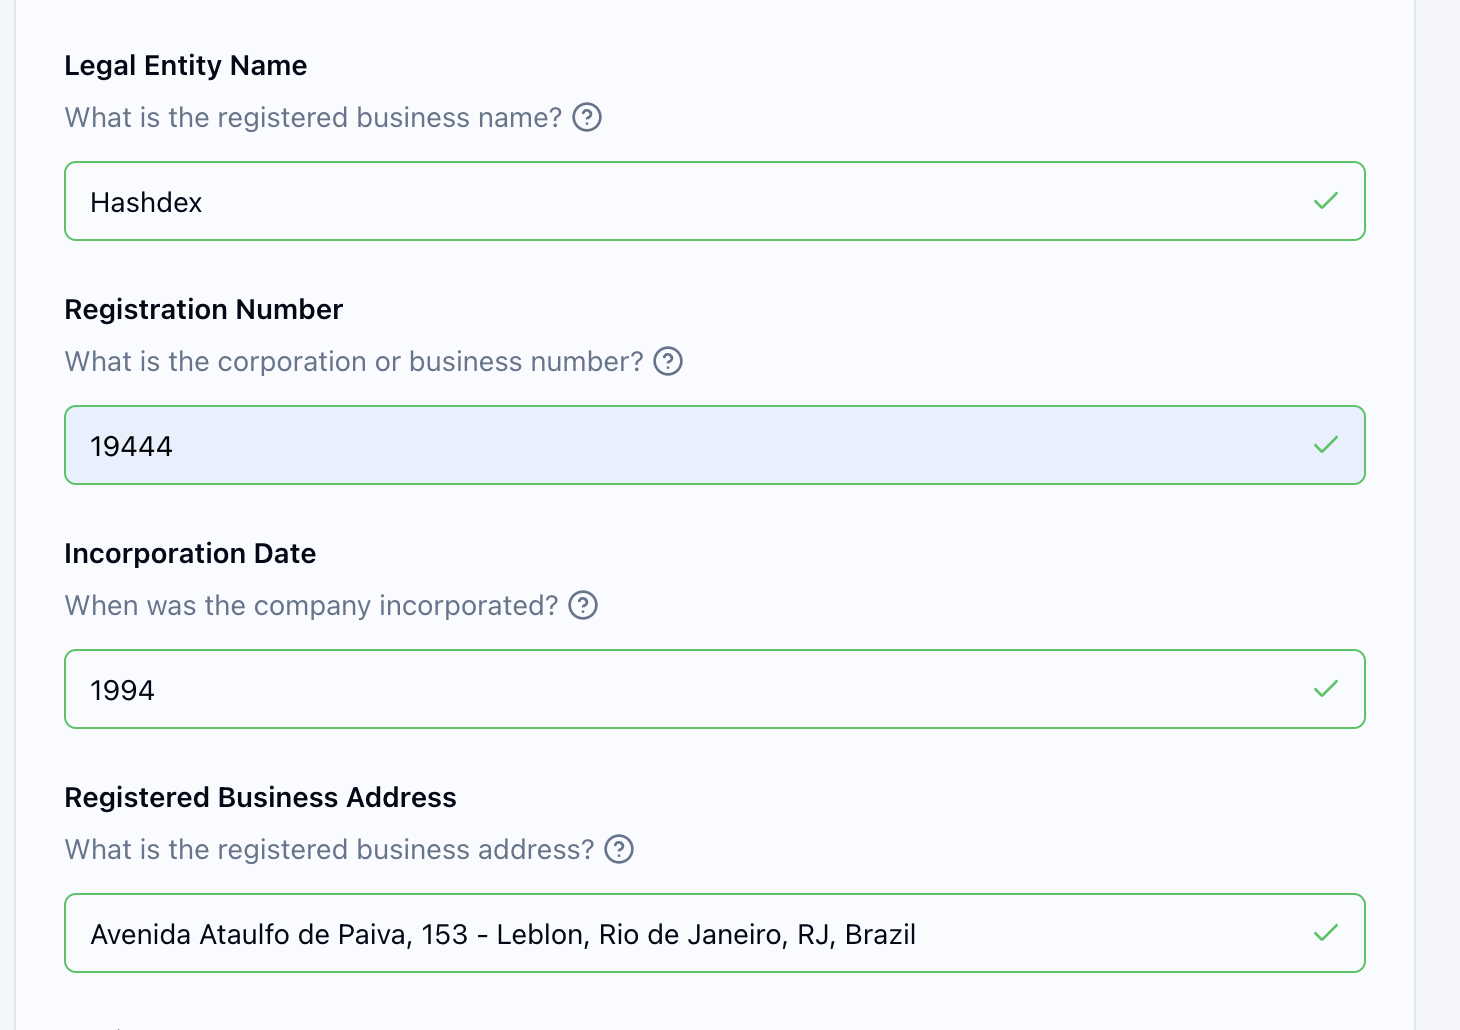 Legal Entity Name
What is the registered business name?
Hashdex
Registration Number
What is the corporation or business number?
19444
Incorporation Date
When was the company incorporated?
1994
Registered Business Address
What is the registered business address?
Avenida Ataulfo de Paiva, 153 - Leblon, Rio de Janeiro, RJ, Brazil